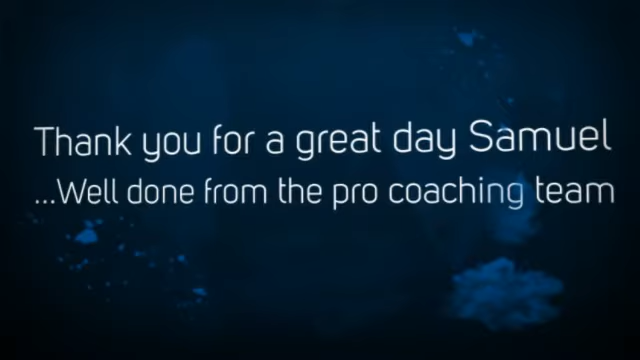 Thank you for a great day Samuel
...Well done from the pro coaching team